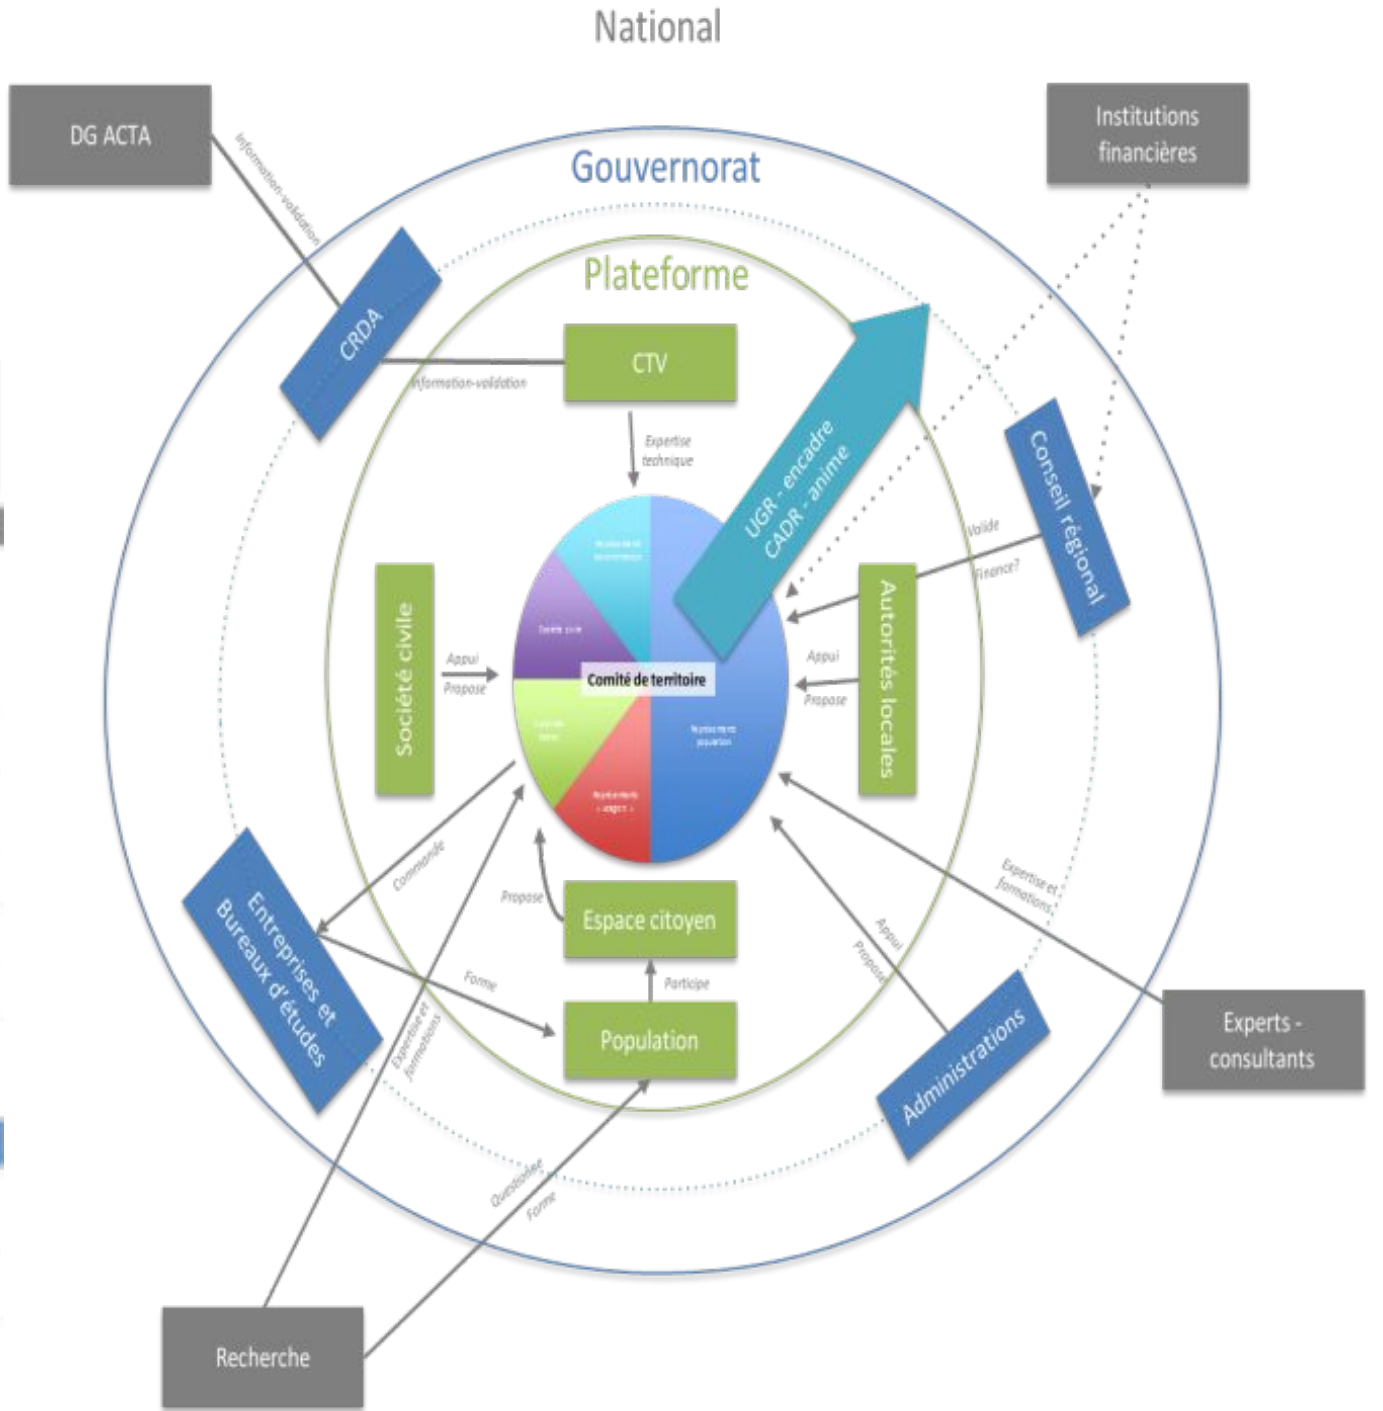 National
DG ACTA
Institutions
financières
Information-validation
Gouvernorat
Plateforme
CRDA
CTV
Information-validation
Expertise
technique
UGR - encadre
CADR - anime
Conseil régional
Valide
Finance?
Société civile
Appui
Propose
Société civile
Comité de territoire
population
Appui
Propose
Autorités locales
Commande
Propose
Espace citoyen
Participe
Population
Forme
Entreprises et
Bureaux d'études
Expertise et
formations
Appui
Propose
Administrations
Expertise et
formations
Experts -
consultants
Questionne
Forme
Recherche